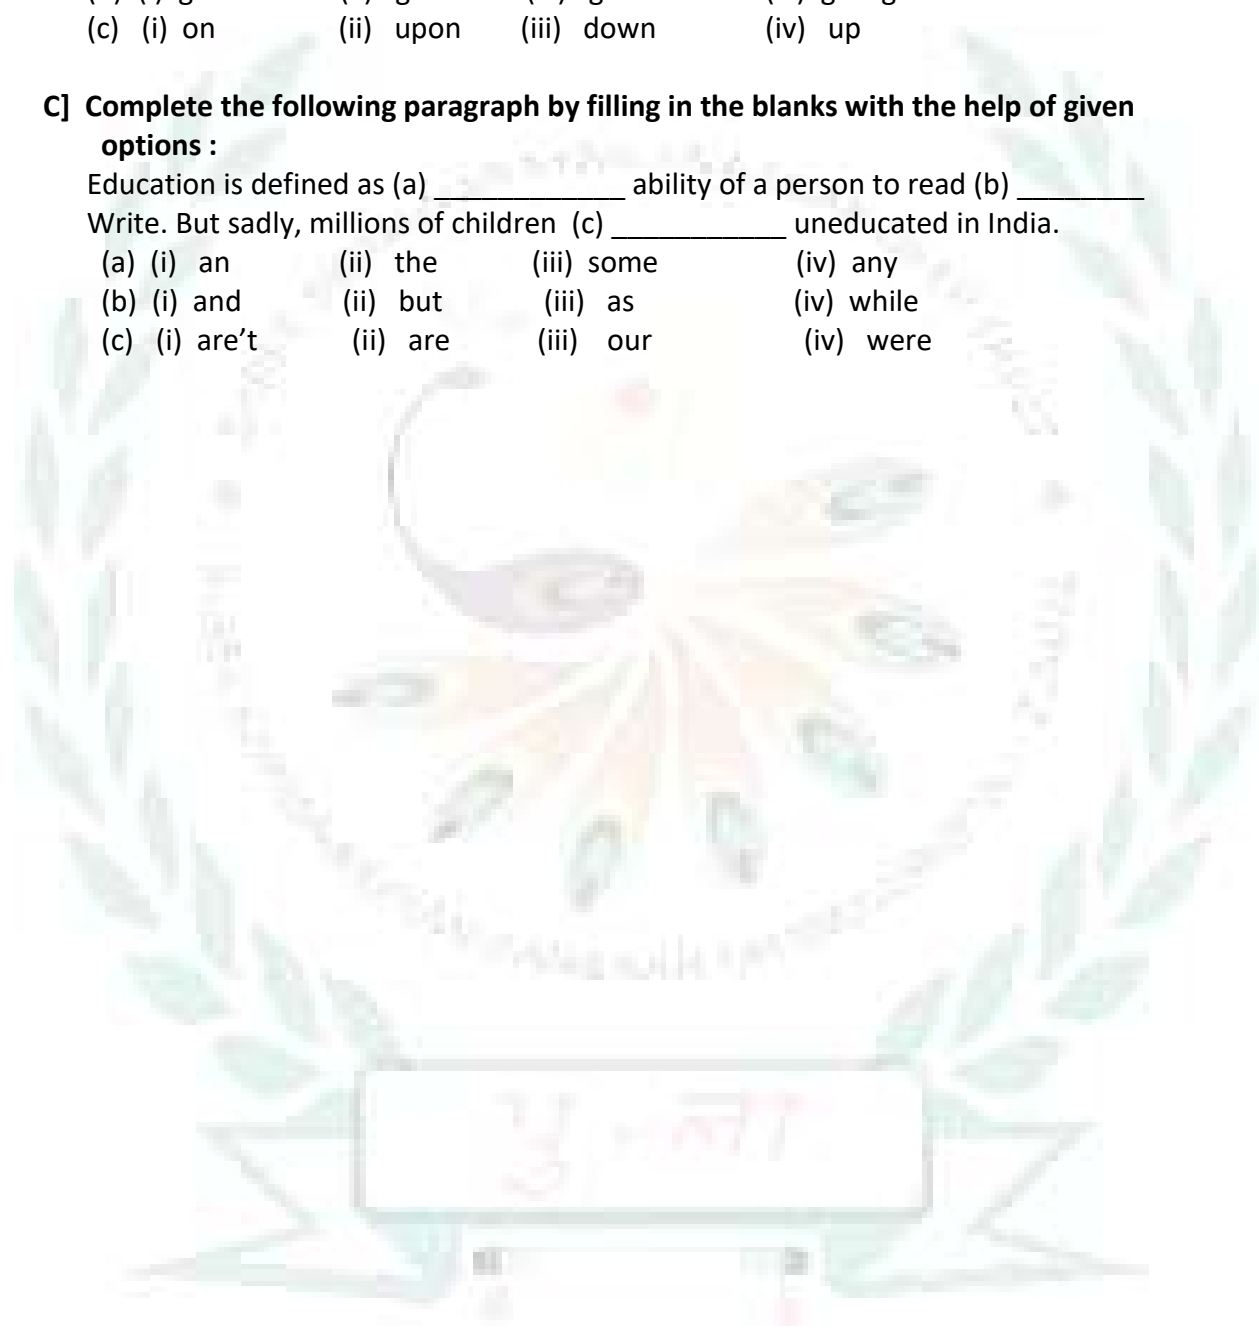 (c) (i) on (ii) upon (iii) down (iv) up
C] Complete the following paragraph by filling in the blanks with the help of given
options :
Education is defined as (a) ____________ ability of a person to read (b) ________
Write. But sadly, millions of children (c) ___________ uneducated in India.
(a) (i) an (ii) the (iii) some (iv) any
(b) (i) and (ii) but (iii) as (iv) while
(c) (i) are’t (ii) are (iii) our (iv) were